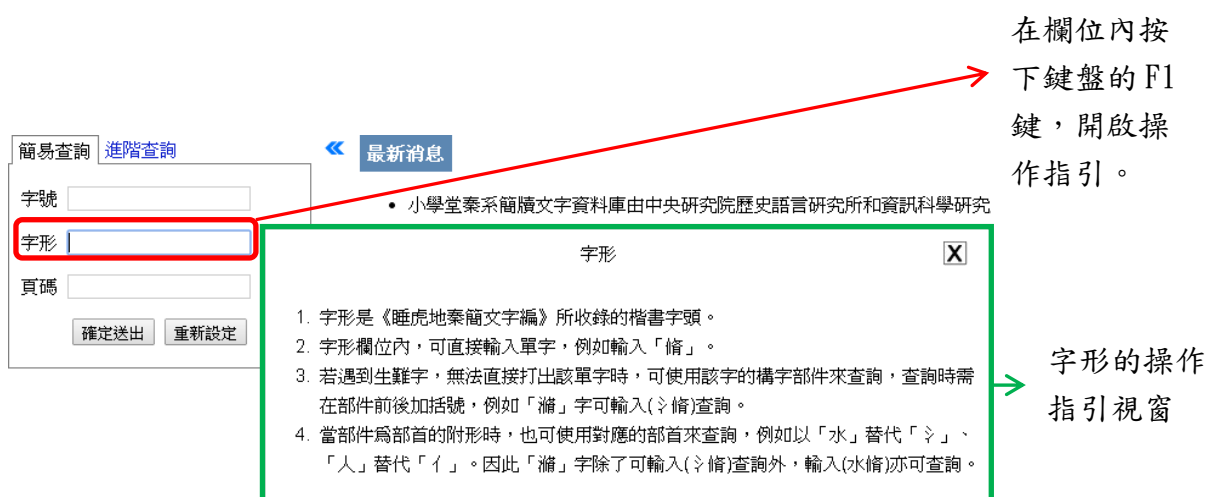 在欄位內按
下鍵盤的 F1
鍵，開啟操
作指引。
簡易查詢 進階查詢
« 最新消息
字號
• 小學堂秦系簡牘文字資料庫由中央研究院歷史語言研究所和資訊科學研究
字形
頁碼
確定送出 重新設定
字形 X
1. 字形是《睡虎地秦簡文字編》所收錄的楷書字頭。
2. 字形欄位內，可直接輸入單字，例如輸入「脩」。
3. 若遇到生難字，無法直接打出該單字時，可使用該字的構字部件來查詢，查詢時需
在部件前後加括號，例如「滫」字可輸入(氵脩)查詢。
4. 當部件為部首的附形時，也可使用對應的部首來查詢，例如以「水」替代「氵」、
「人」替代「亻」。因此「滫」字除了可輸入(氵脩)查詢外，輸入(水脩)亦可查詢。
字形的操作
指引視窗